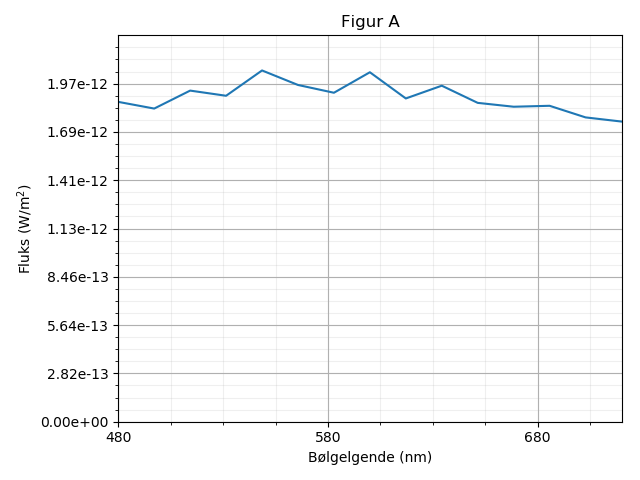 Figur A
1.97e-12
1.69e-12
1.41e-12
1.13e-12
8.46e-13
5.64e-13
2.82e-13
0.00e+00
Fluks (W/m²)
480 580 680
Bølgelgende (nm)